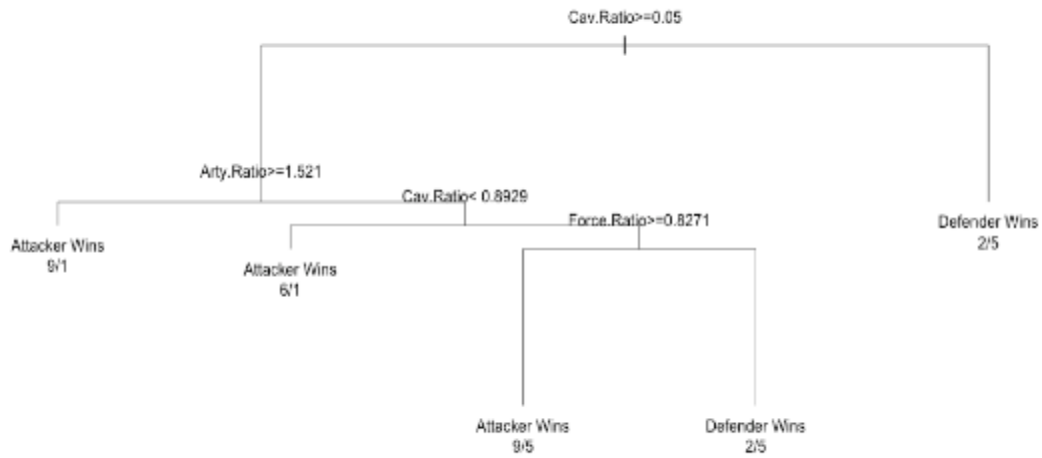 Cav.Ratio>=0.05
Arty.Ratio>=1.521
Cav.Ratio< 0.8929
Force.Ratio>=0.8271
Attacker Wins
9/1
Attacker Wins
6/1
Defender Wins
2/5
Attacker Wins
9/5
Defender Wins
2/5